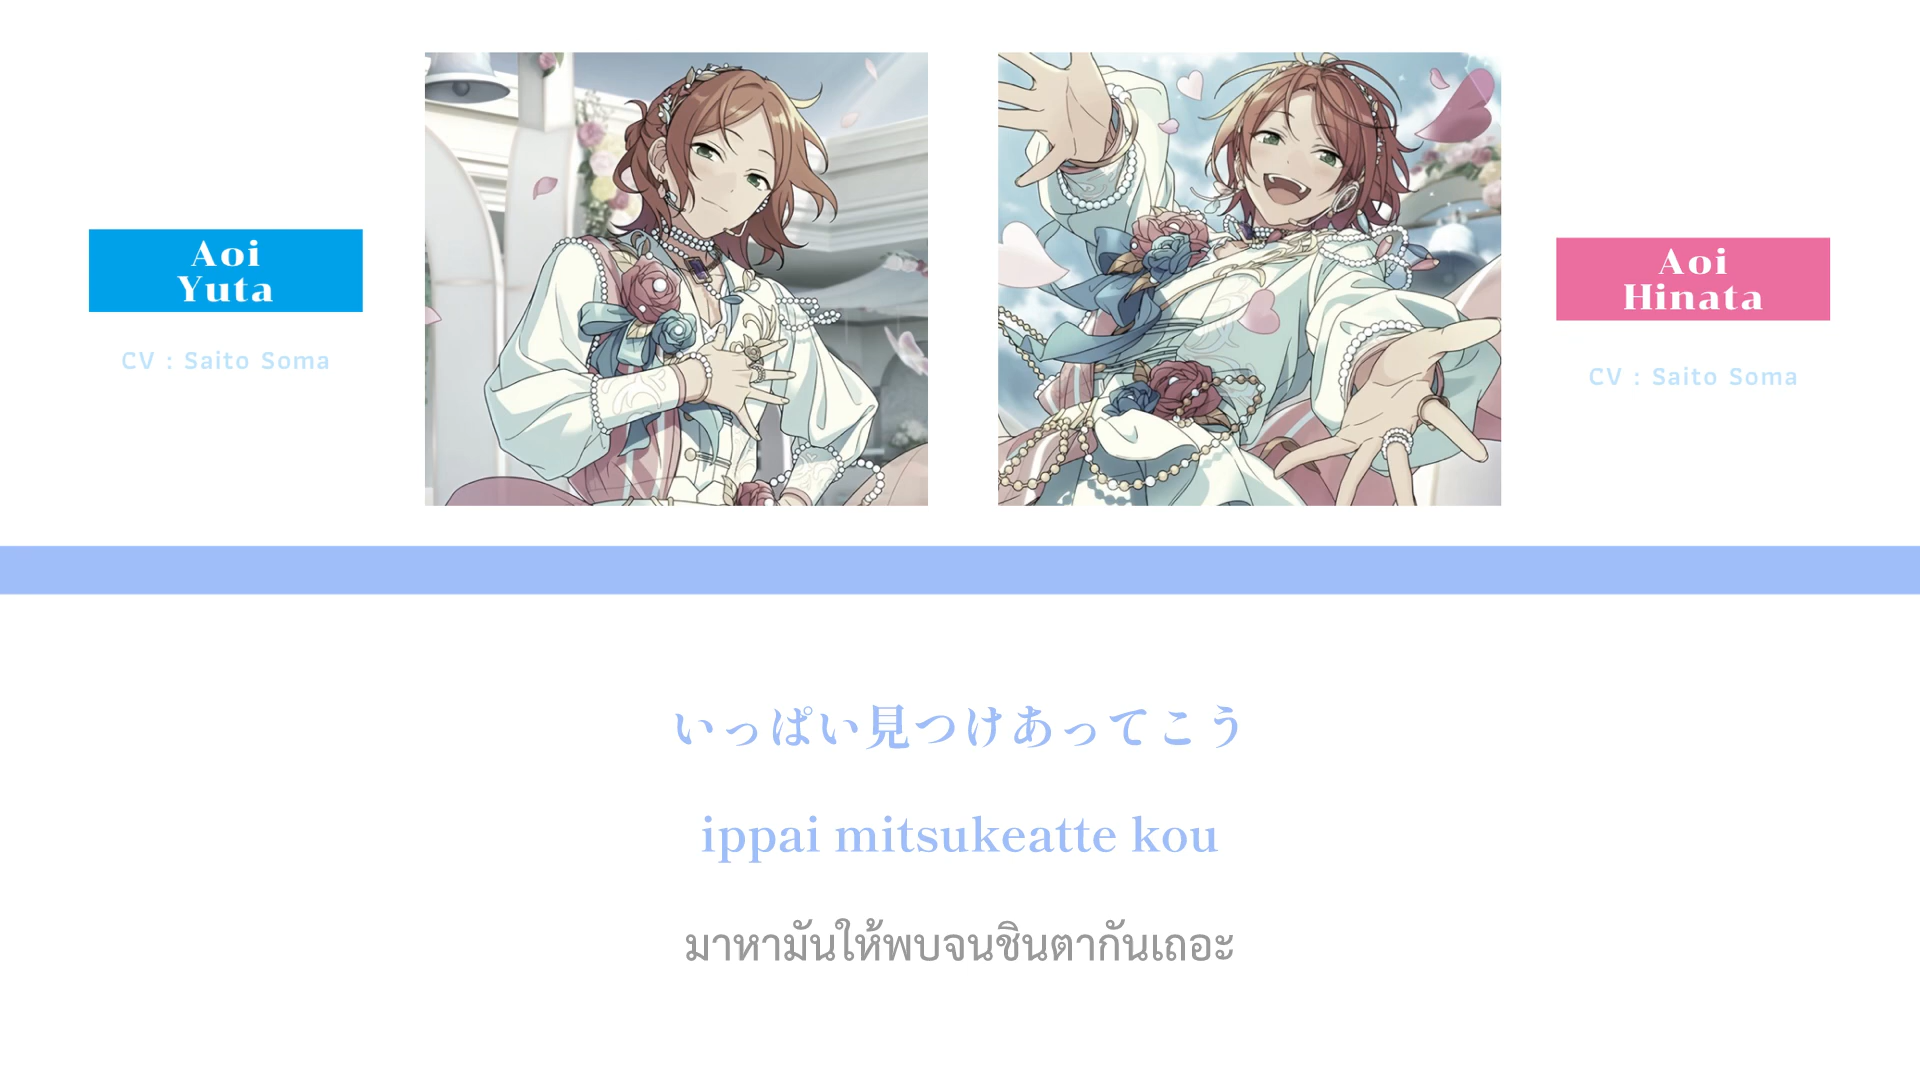 Aoi
Yuta
CV : Saito Soma
Aoi
Hinata
CV : Saito Soma
いっぱい見つけあってこう
ippai mitsukeatte kou
มาหามันให้พบจนชินตากันเถอะ